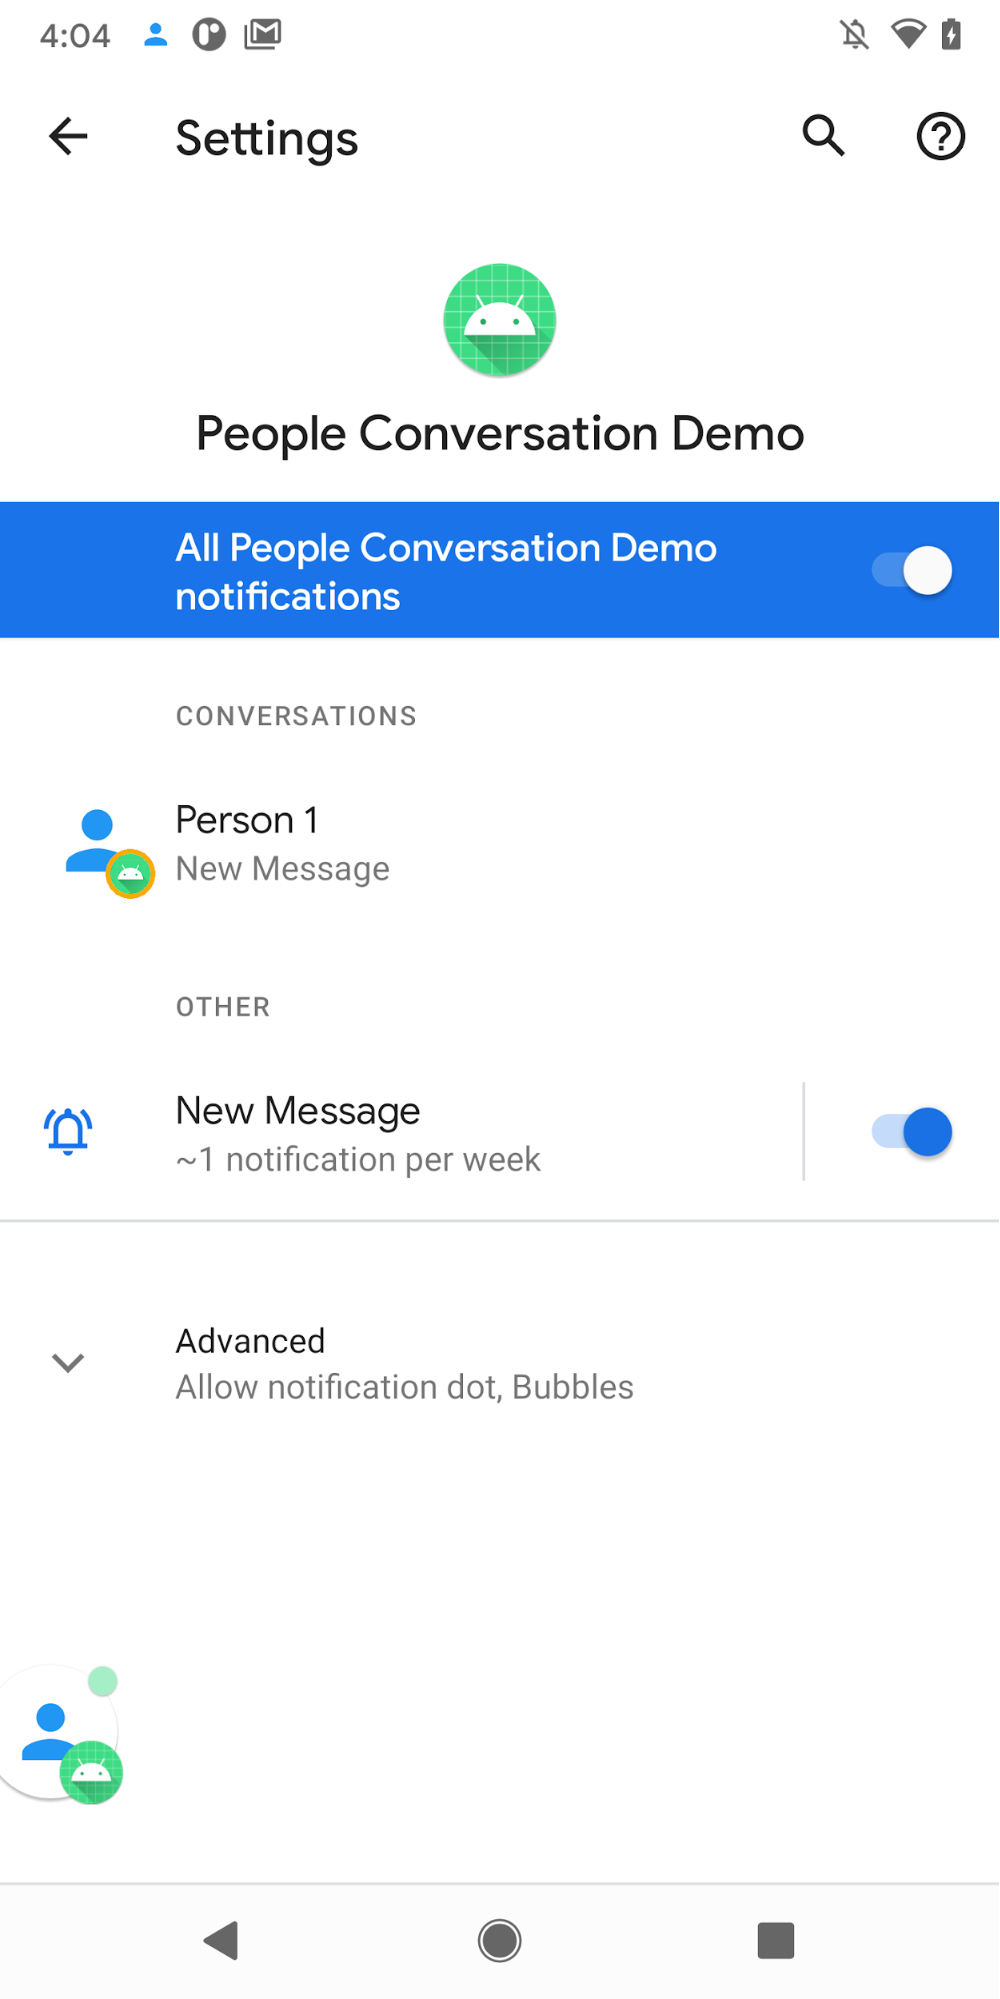 4:04
Settings
People Conversation Demo
All People Conversation Demo
notifications
CONVERSATIONS
Person 1
New Message
OTHER
New Message
~1 notification per week
Advanced
Allow notification dot, Bubbles